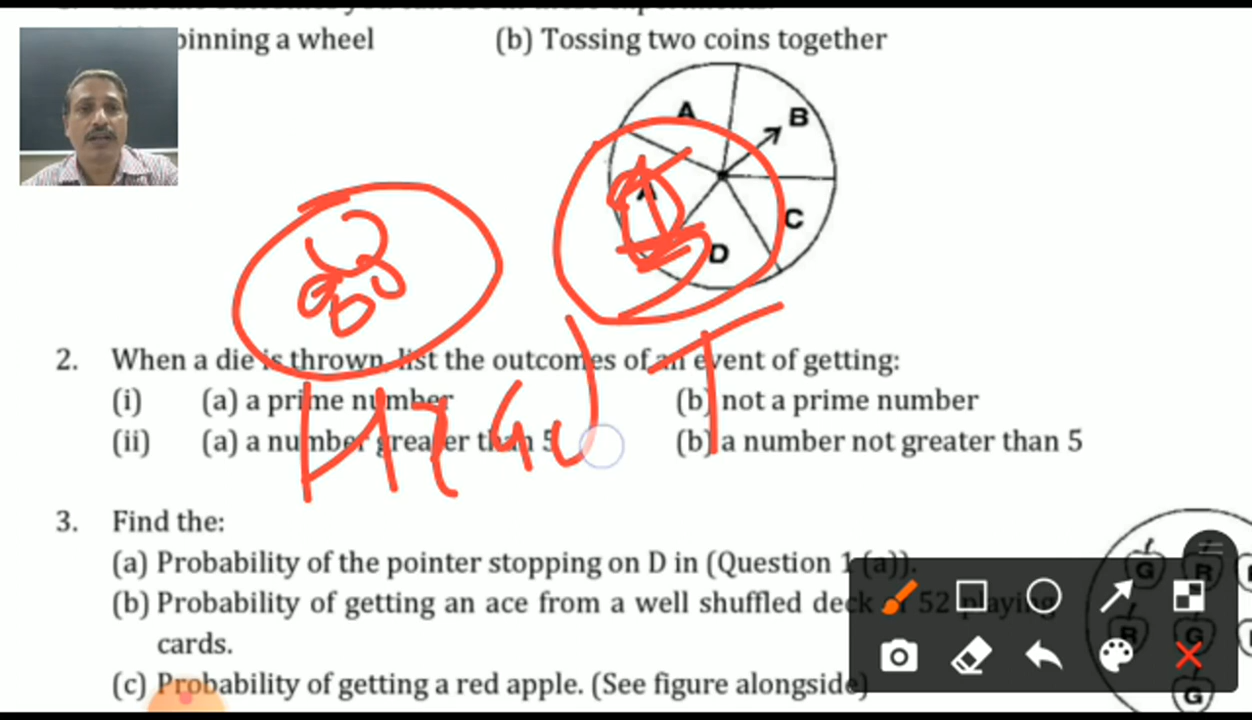 pinning a wheel (b) Tossing two coins together
A
B
A
C
D
2. When a die is thrown, list the outcomes of an event of getting:
(i) (a) a prime number (b) not a prime number
(ii) (a) a number greater than 5 (b) a number not greater than 5
Head T
3. Find the:
(a) Probability of the pointer stopping on D in (Question 1 (a)).
(b) Probability of getting an ace from a well shuffled deck of 52 playing
cards.
(c) Probability of getting a red apple. (See figure alongside)
G R
R G
G